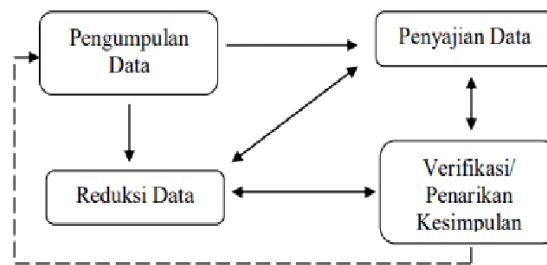 Pengumpulan
Data
Penyajian Data
Reduksi Data
Verifikasi/
Penarikan
Kesimpulan